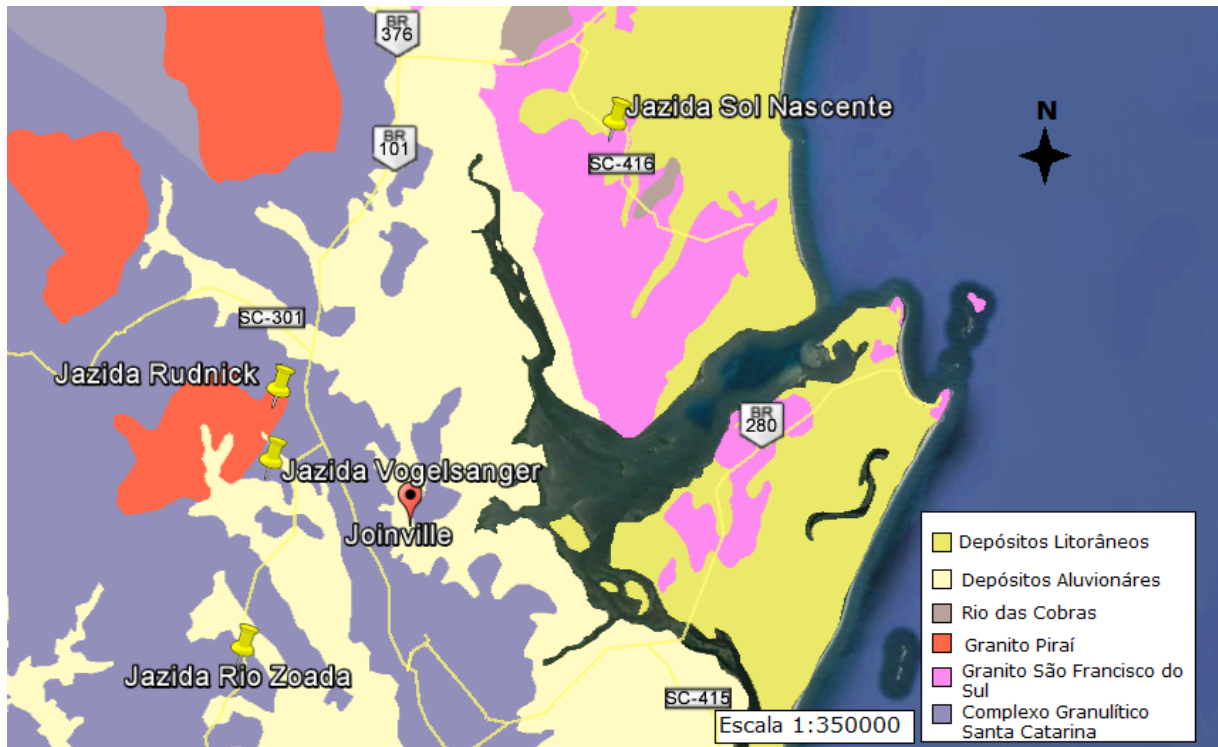 BR
376
Jazida Sol Nascente
N
BR
101
SC-416
SC-301
Jazida Rudnick
BR
280
Jazida Vogelsanger
Joinville
Jazida Rio Zoada
SC-415
Escala 1:350000
Depósitos Litorâneos
Depósitos Aluvionáres
Rio das Cobras
Granito Piraí
Granito São Francisco do
Sul
Complexo Granulítico
Santa Catarina